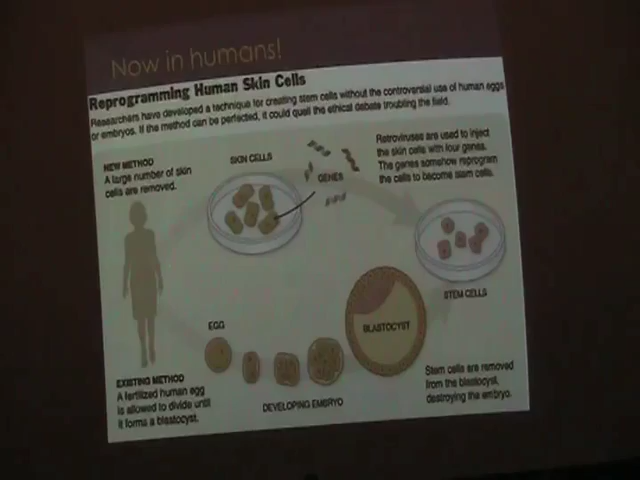 Now in humans!
Reprogramming Human Skin Cells
Researchers have developed a technique for creating stem cells without the controversial use of human eggs
or embryos. If the method can be perfected, it could quell the ethical debate troubling the field.
NEW METHOD
A large number of skin
cells are removed.
SKIN CELLS
GENES
Retroviruses are used to inject
the skin cells with four genes.
The genes somehow reprogram
the cells to become stem cells.
STEM CELLS
EGG
BLASTOCYST
DEVELOPING EMBRYO
EXISTING METHOD
A fertilized human egg
is allowed to divide until
it forms a blastocyst.
Stem cells are removed
from the blastocyst,
destroying the embryo.